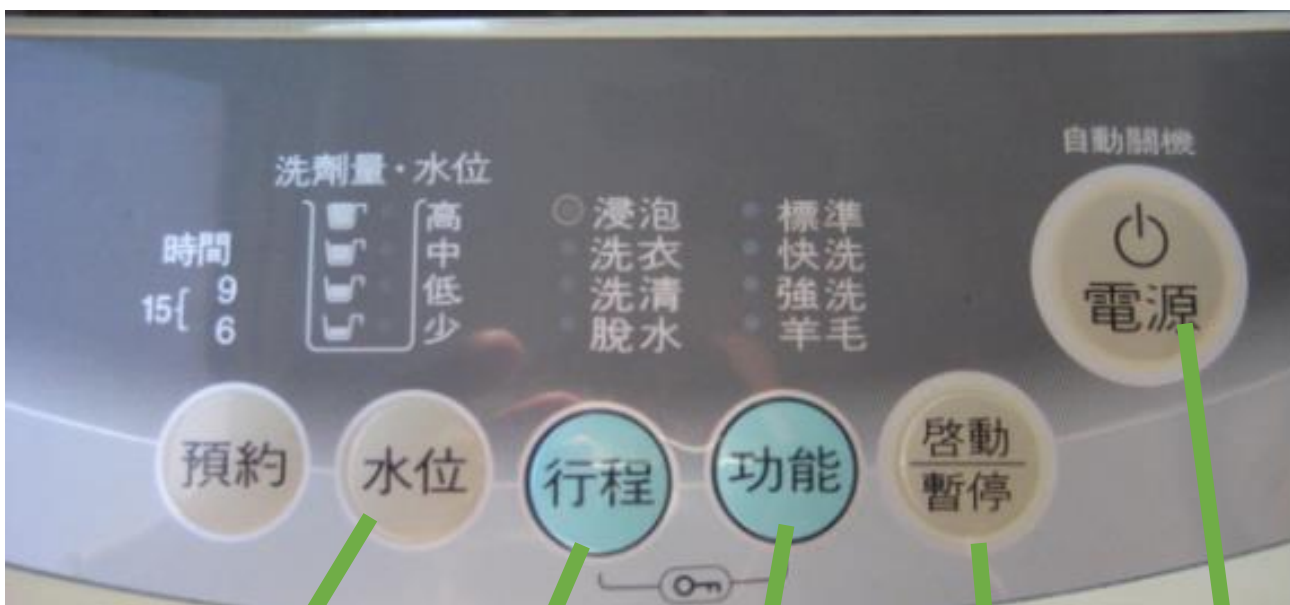 自動關機
電源
洗劑量・水位
高
中
低
少
時間
15{ 9
6
浸泡
洗衣
洗清
脫水
標準
快洗
強洗
羊毛
預約
水位
行程
功能
啓動
暫停